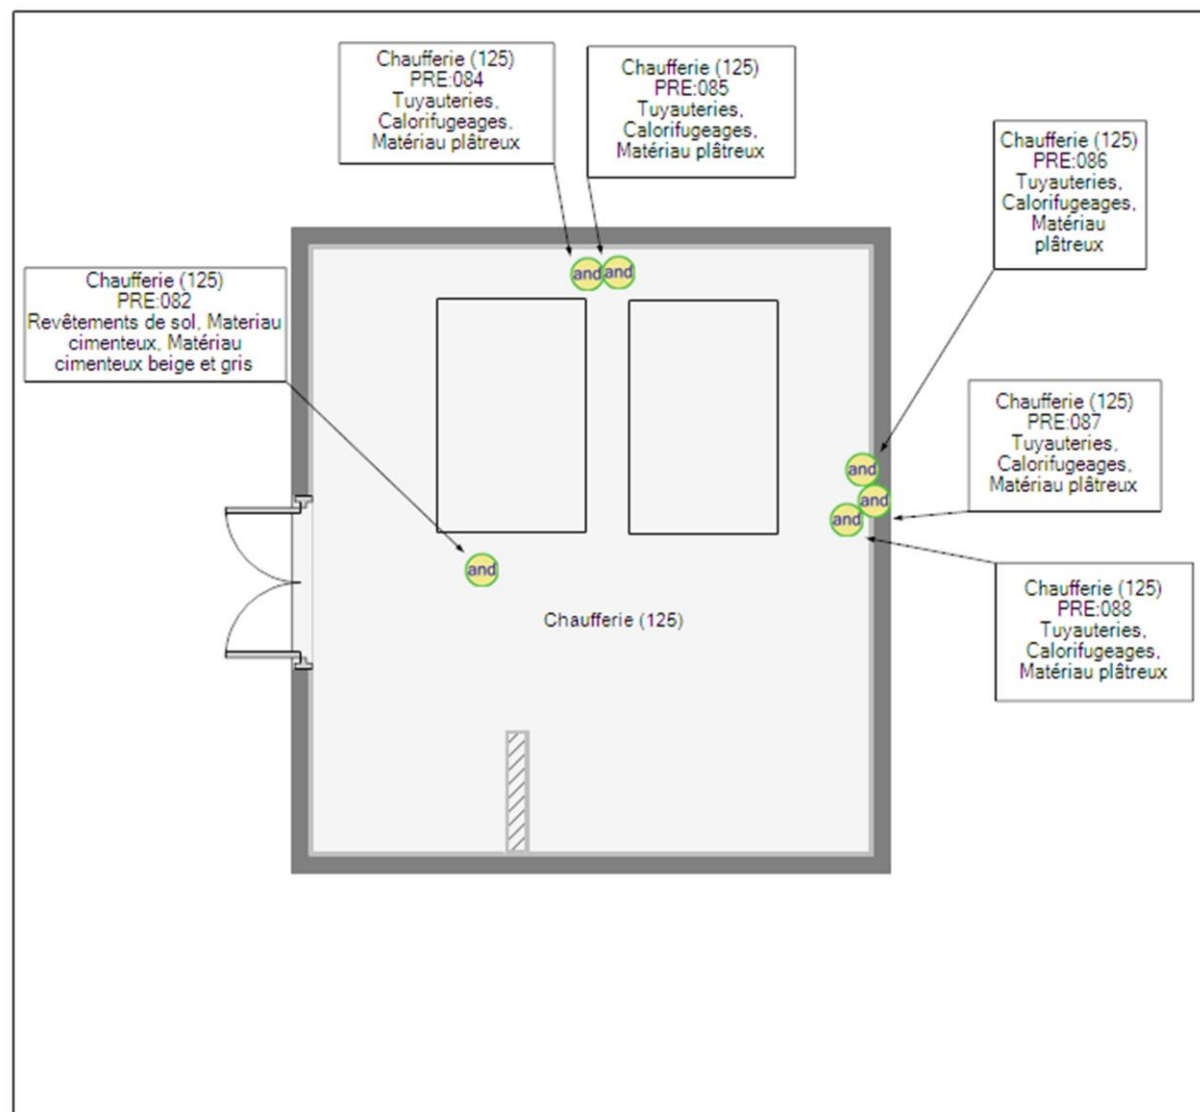 Chaufferie (125)
PRE:084
Tuyauteries,
Calorifugeages,
Matériau plâtreux
Chaufferie (125)
PRE:085
Tuyauteries,
Calorifugeages,
Matériau plâtreux
Chaufferie (125)
PRE:086
Tuyauteries,
Calorifugeages,
Matériau
plâtreux
Chaufferie (125)
PRE:082
Revêtements de sol, Materiau
cimenteux, Matériau
cimenteux beige et gris
and
and
Chaufferie (125)
PRE:087
Tuyauteries,
Calorifugeages,
Matériau plâtreux
and
and
and
and
Chaufferie (125)
Chaufferie (125)
PRE:088
Tuyauteries,
Calorifugeages,
Matériau plâtreux